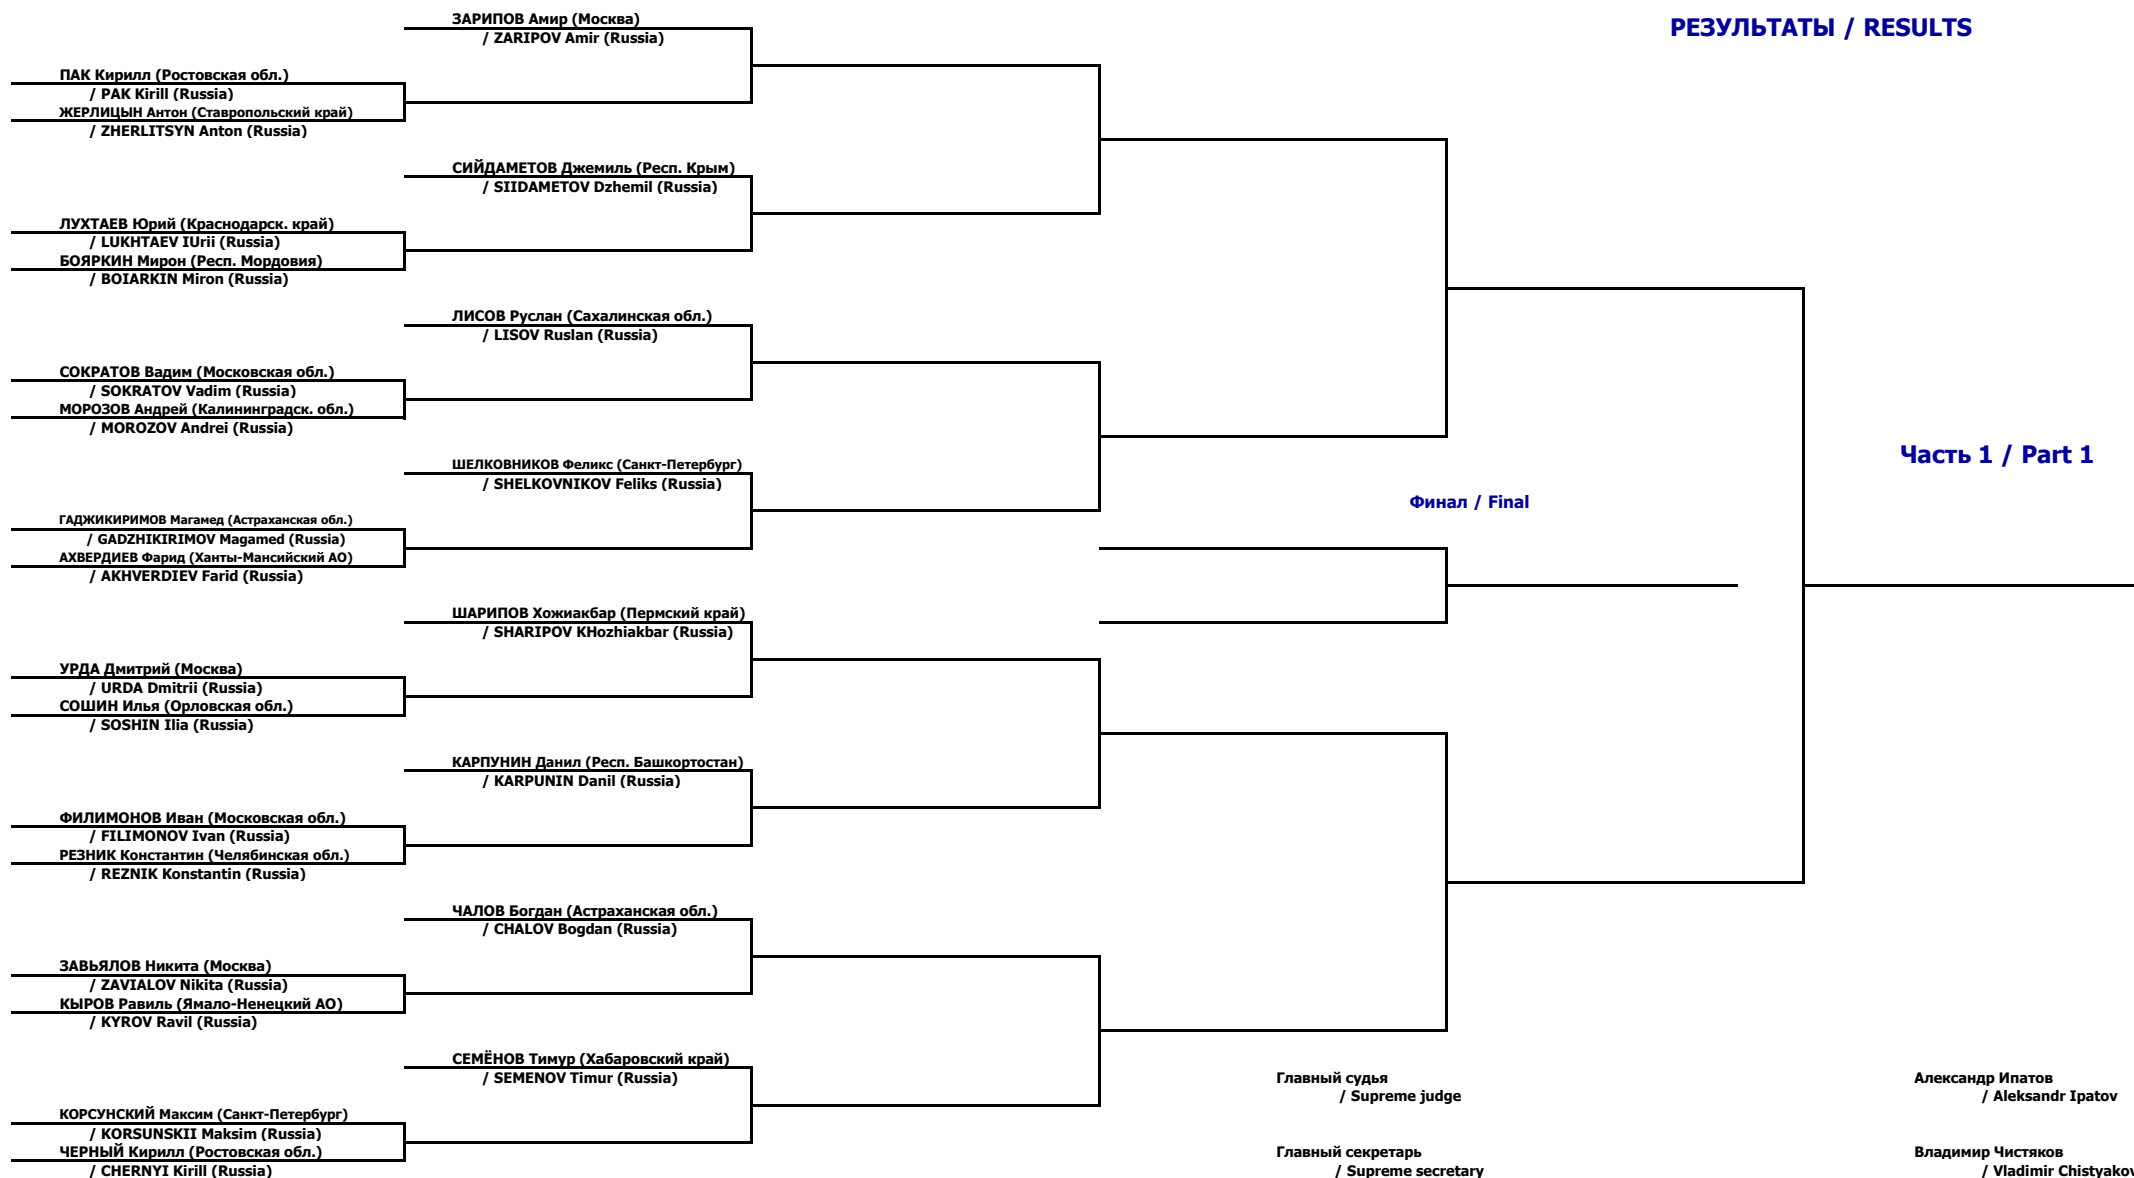 ЗАРИПОВ Амир (Москва)
/ ZARIPOV Amir (Russia)
РЕЗУЛЬТАТЫ / RESULTS
ПАК Кирилл (Ростовская обл.)
/ PAK Kirill (Russia)
ЖЕРЛИЦЫН Антон (Ставропольский край)
/ ZHERLITSYN Anton (Russia)
СИЙДАМЕТОВ Джемиль (Респ. Крым)
/ SIIDAMETOV Dzhemil (Russia)
ЛУХТАЕВ Юрий (Краснодарск. край)
/ LUKHTAEV IUrii (Russia)
БОЯРКИН Мирон (Респ. Мордовия)
/ BOIARKIN Miron (Russia)
ЛИСОВ Руслан (Сахалинская обл.)
/ LISOV Ruslan (Russia)
СОКРАТОВ Вадим (Московская обл.)
/ SOKRATOV Vadim (Russia)
МОРОЗОВ Андрей (Калининградск. обл.)
/ MOROZOV Andrei (Russia)
Часть 1 / Part 1
ШЕЛКОВНИКОВ Феликс (Санкт-Петербург)
/ SHELKOVNIKOV Feliks (Russia)
Финал / Final
ГАДЖИКИРИМОВ Магамед (Астраханская обл.)
/ GADZHIKIRIMOV Magamed (Russia)
АХВЕРДИЕВ Фарид (Ханты-Мансийский АО)
/ AKHVERDIEV Farid (Russia)
ШАРИПОВ Хожиакбар (Пермский край)
/ SHARIPOV KHozhiakbar (Russia)
УРДА Дмитрий (Москва)
/ URDA Dmitrii (Russia)
СОШИН Илья (Орловская обл.)
/ SOSHIN Ilia (Russia)
КАРПУНИН Данил (Респ. Башкортостан)
/ KARPUNIN Danil (Russia)
ФИЛИМОНОВ Иван (Московская обл.)
/ FILIMONOV Ivan (Russia)
РЕЗНИК Константин (Челябинская обл.)
/ REZNIK Konstantin (Russia)
ЧАЛОВ Богдан (Астраханская обл.)
/ CHALOV Bogdan (Russia)
ЗАВЬЯЛОВ Никита (Москва)
/ ZAVIALOV Nikita (Russia)
КЫРОВ Равиль (Ямало-Ненецкий АО)
/ KYROV Ravil (Russia)
СЕМЁНОВ Тимур (Хабаровский край)
/ SEMENOV Timur (Russia)
Главный судья
/ Supreme judge
Александр Ипатов
/ Aleksandr Ipatov
КОРСУНСКИЙ Максим (Санкт-Петербург)
/ KORSUNSKII Maksim (Russia)
ЧЕРНЫЙ Кирилл (Ростовская обл.)
/ CHERNYI Kirill (Russia)
Главный секретарь
/ Supreme secretary
Владимир Чистяков
/ Vladimir Chistyakov